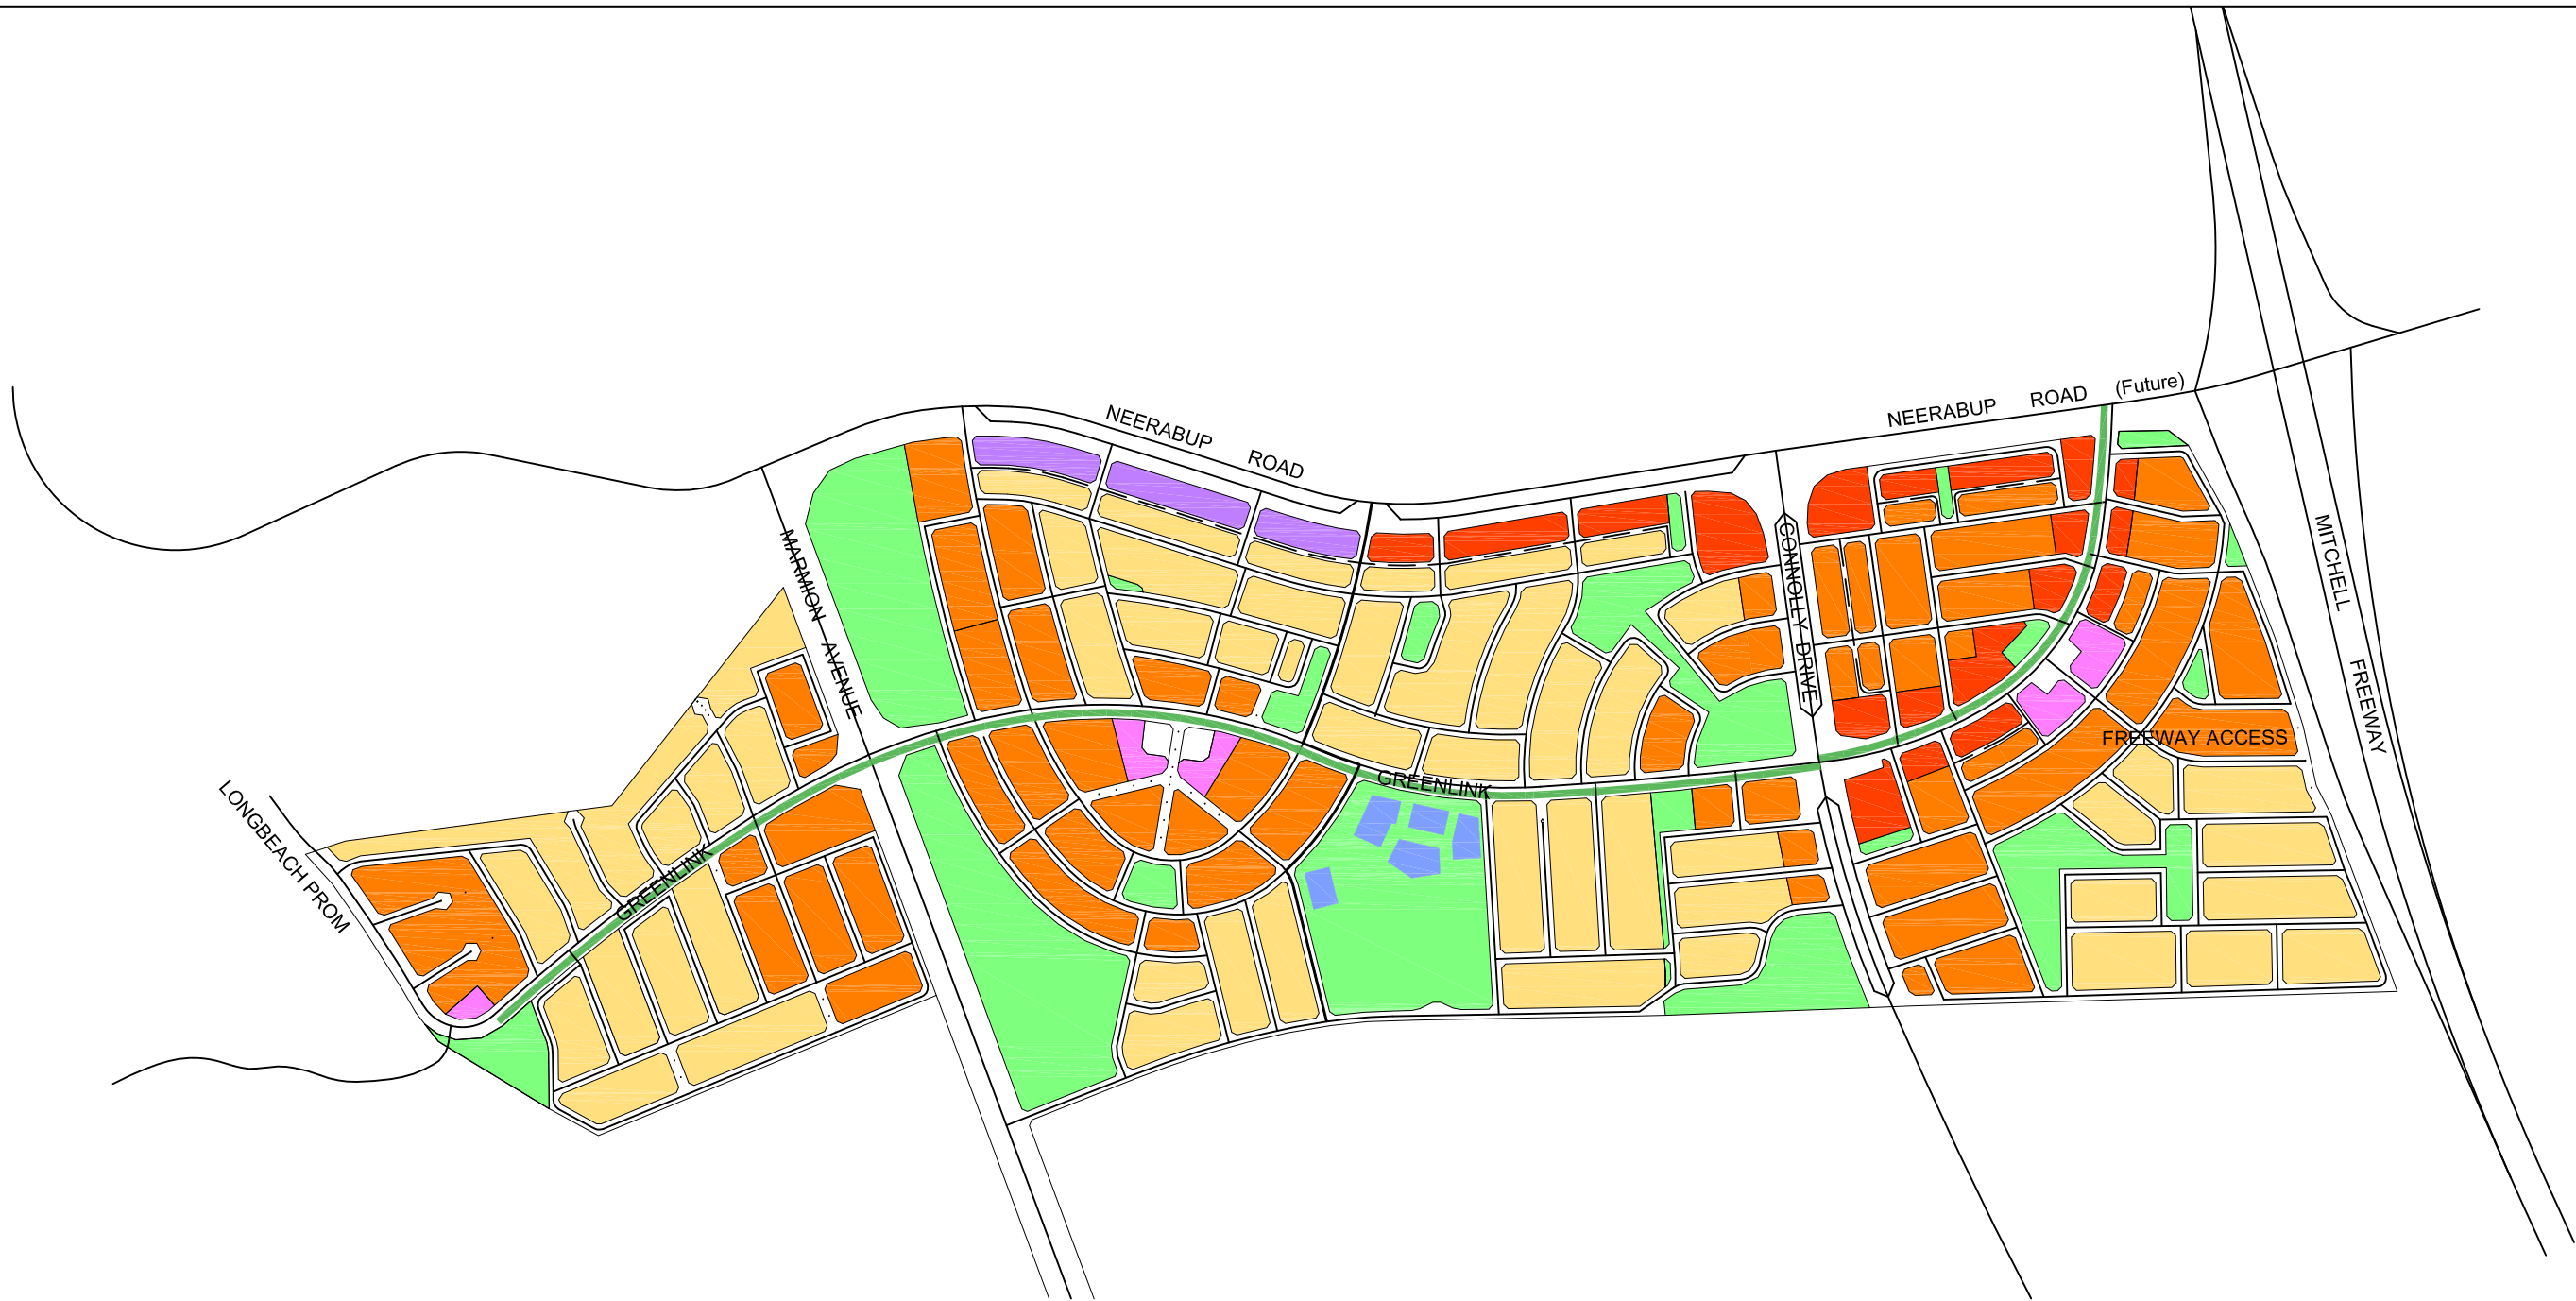 NEERABUP ROAD
NEERABUP ROAD (Future)
MARMION AVENUE
CONNOLLY DRIVE
MITCHELL FREEWAY
FREEWAY ACCESS
GREENLINK
GREENLINK
LONGBEACH PROM